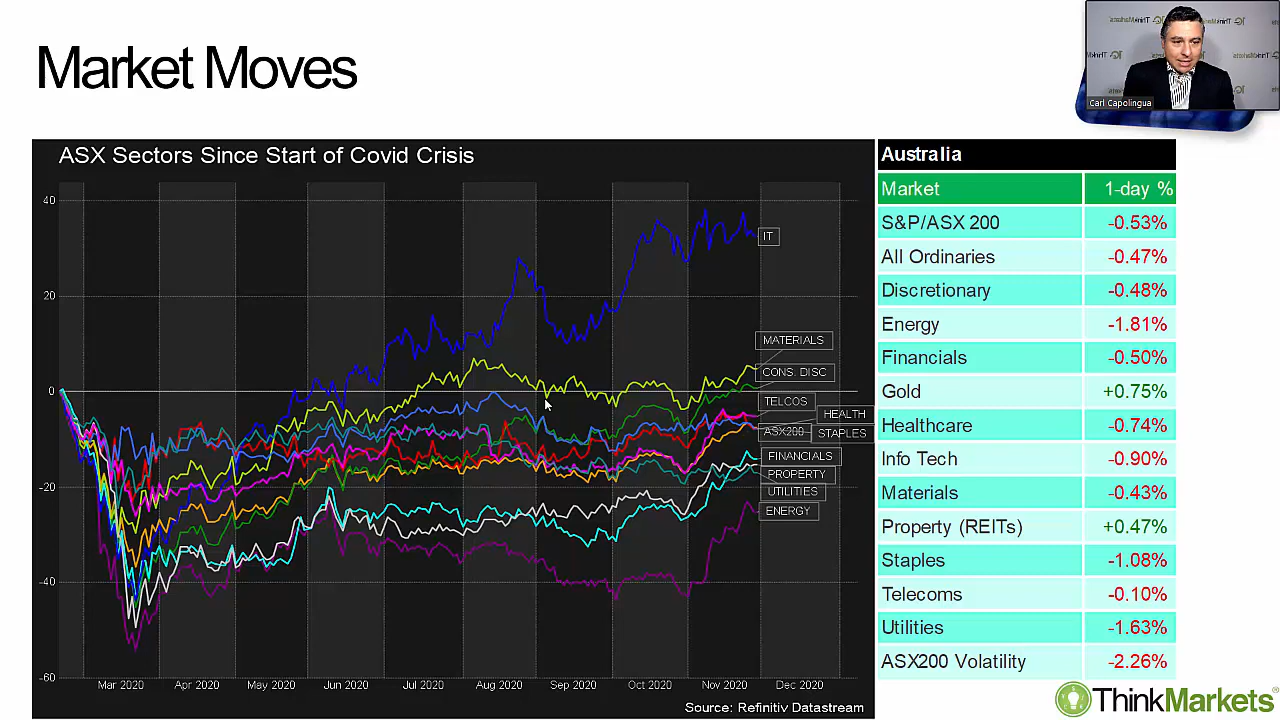 Market Moves
Carl Capolingua
ASX Sectors Since Start of Covid Crisis
40
20
0
-20
-40
-60
IT
MATERIALS
CONS. DISC
TELCOS
HEALTH
ASX200
STAPLES
FINANCIALS
PROPERTY
UTILITIES
ENERGY
Mar 2020 Apr 2020 May 2020 Jun 2020 Jul 2020 Aug 2020 Sep 2020 Oct 2020 Nov 2020 Dec 2020
Source: Refinitiv Datastream
Australia
Market 1-day %
S&P/ASX 200 -0.53%
All Ordinaries -0.47%
Discretionary -0.48%
Energy -1.81%
Financials -0.50%
Gold +0.75%
Healthcare -0.74%
Info Tech -0.90%
Materials -0.43%
Property (REITs) +0.47%
Staples -1.08%
Telecoms -0.10%
Utilities -1.63%
ASX200 Volatility -2.26%
ThinkMarkets®